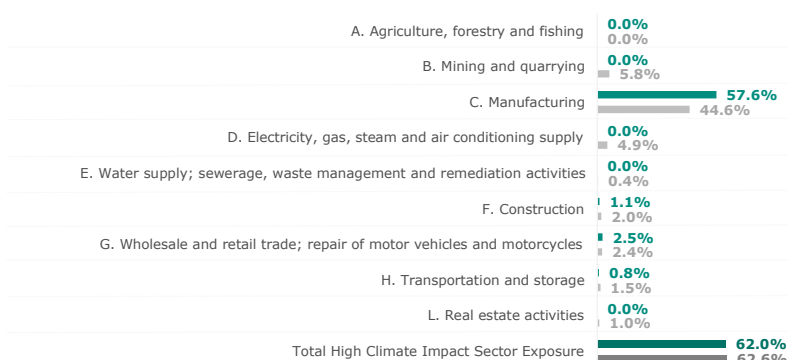 A. Agriculture, forestry and fishing 0.0%
0.0%
B. Mining and quarrying 0.0%
5.8%
C. Manufacturing 57.6%
44.6%
D. Electricity, gas, steam and air conditioning supply 0.0%
4.9%
E. Water supply; sewerage, waste management and remediation activities 0.0%
0.4%
F. Construction 1.1%
2.0%
G. Wholesale and retail trade; repair of motor vehicles and motorcycles 2.5%
2.4%
H. Transportation and storage 0.8%
1.5%
L. Real estate activities 0.0%
1.0%
Total High Climate Impact Sector Exposure 62.0%
62.6%